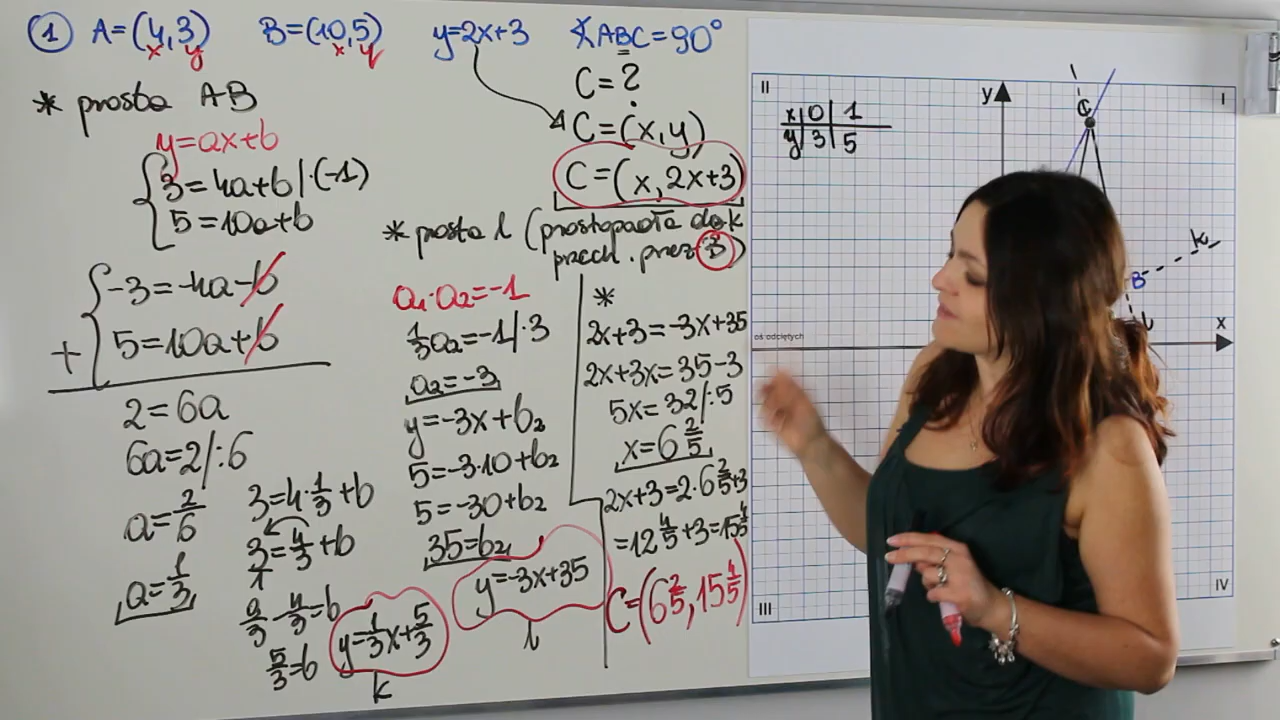 ① A=(4,3) B=(10,5) y=2x+3 ∡ABC=90°
x y x y
C=?
C=(x,y)
C=(x,2x+3)
* prosta AB
y=ax+b
3=4a+b|·(-1)
5=10a+b
-3=-4a-b
+ 5=10a+b
2=6a
6a=2/:6
a=2/6
a=1/3
3=4·1/3+b
3/1=4/3+b
9/3-4/3=b
5/3=b
y=1/3x+5/3
k
* prosta l (prostopadła do k
przech. przez B)
a₁·a₂=-1
1/3a₂=-1/·3
a₂=-3
y=-3x+b₂
5=-3·10+b₂
5=-30+b₂
35=b₂
y=-3x+35
l
*
2x+3=-3x+35
2x+3x=35-3
5x=32/:5
x=6 2/5
2x+3=2·6 2/5+3
=12 4/5+3=15 4/5
C=(6 2/5, 15 4/5)
II
I
x|0|1
y|3|5
y
C
k
B
l
x
oś odciętych
III
IV